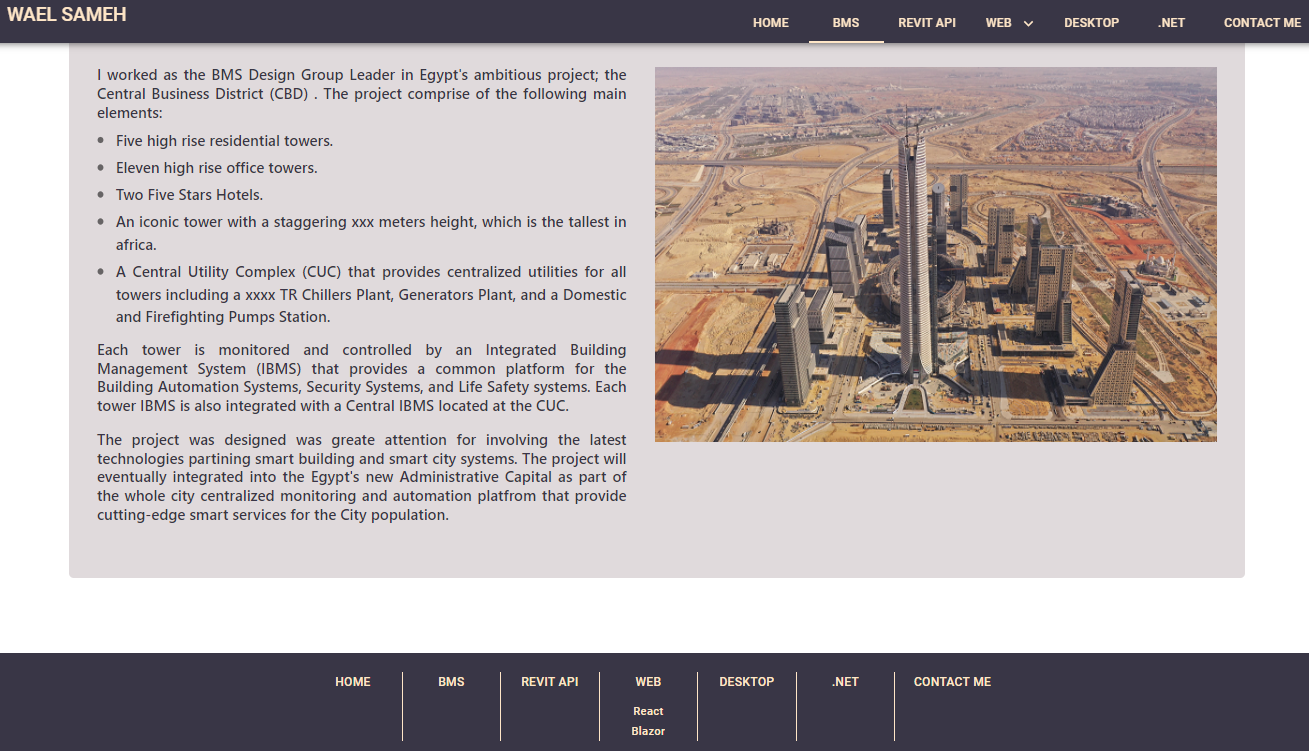 WAEL SAMEH
HOME BMS REVIT API WEB DESKTOP .NET CONTACT ME
I worked as the BMS Design Group Leader in Egypt's ambitious project; the
Central Business District (CBD) . The project comprise of the following main
elements:
• Five high rise residential towers.
• Eleven high rise office towers.
• Two Five Stars Hotels.
• An iconic tower with a staggering xxx meters height, which is the tallest in
africa.
• A Central Utility Complex (CUC) that provides centralized utilities for all
towers including a xxxx TR Chillers Plant, Generators Plant, and a Domestic
and Firefighting Pumps Station.
Each tower is monitored and controlled by an Integrated Building
Management System (IBMS) that provides a common platform for the
Building Automation Systems, Security Systems, and Life Safety systems. Each
tower IBMS is also integrated with a Central IBMS located at the CUC.
The project was designed was greate attention for involving the latest
technologies partining smart building and smart city systems. The project will
eventually integrated into the Egypt's new Administrative Capital as part of
the whole city centralized monitoring and automation platfrom that provide
cutting-edge smart services for the City population.
HOME BMS REVIT API WEB DESKTOP .NET CONTACT ME
React
Blazor